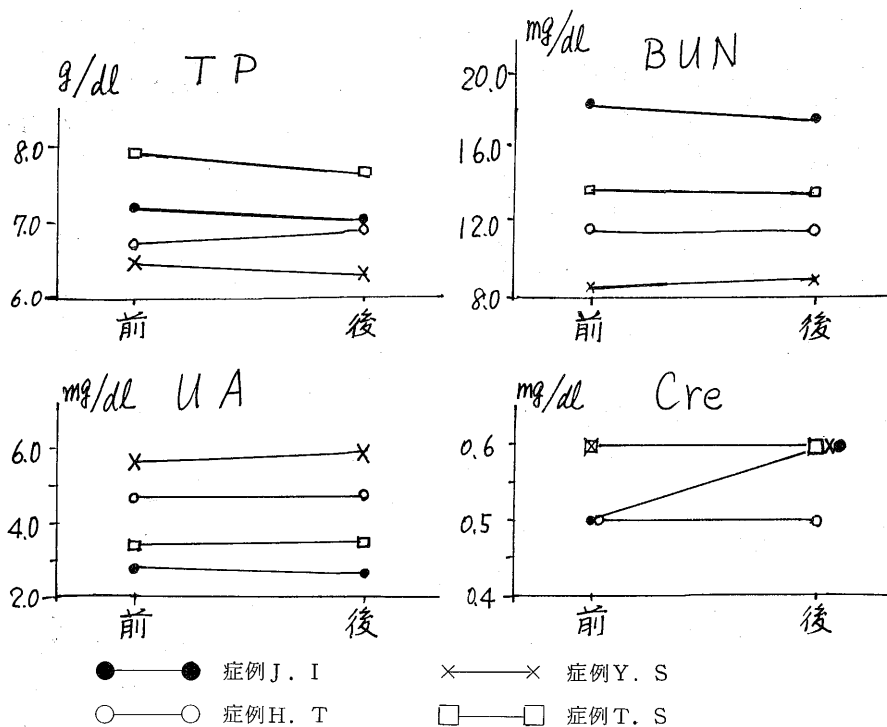 g/dl TP
8.0
7.0
6.0
前 後
mg/dl BUN
20.0
16.0
12.0
8.0
前 後
mg/dl UA
6.0
4.0
2.0
前 後
mg/dl Cre
0.6
0.5
0.4
前 後
症例J.I
症例Y.S
症例H.T
症例T.S